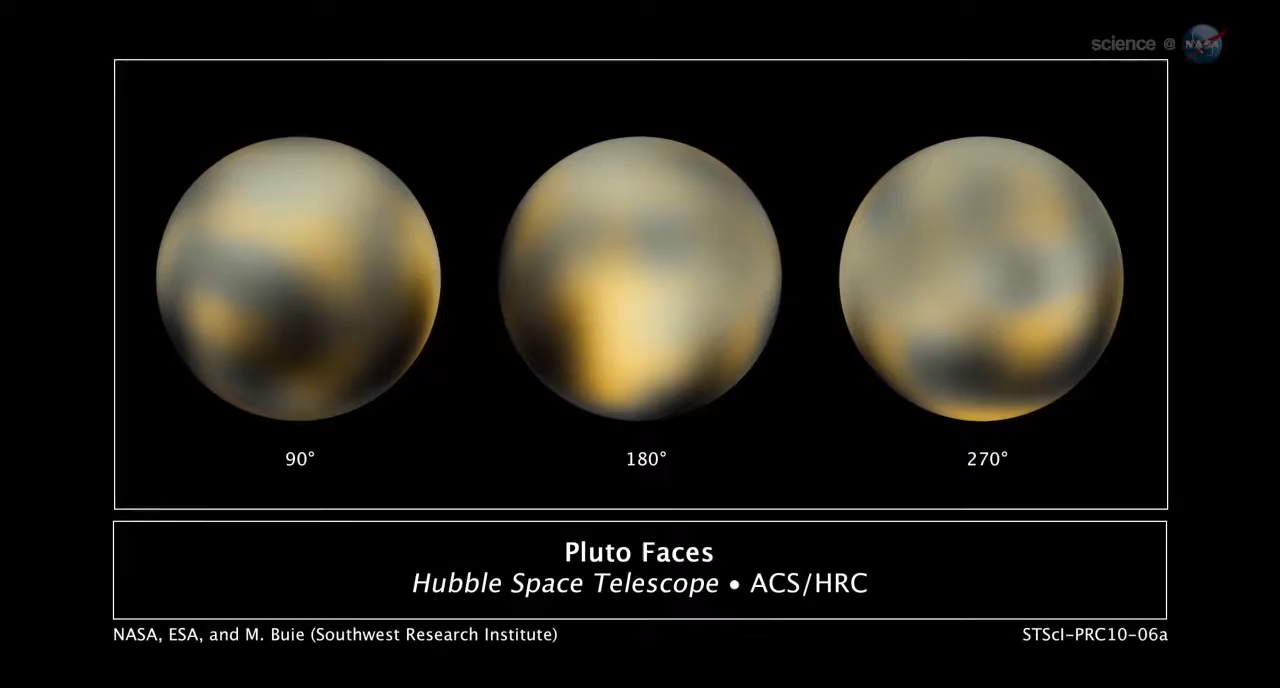 science @ NASA
90° 180° 270°
Pluto Faces
Hubble Space Telescope • ACS/HRC
NASA, ESA, and M. Buie (Southwest Research Institute) STScI-PRC10-06a